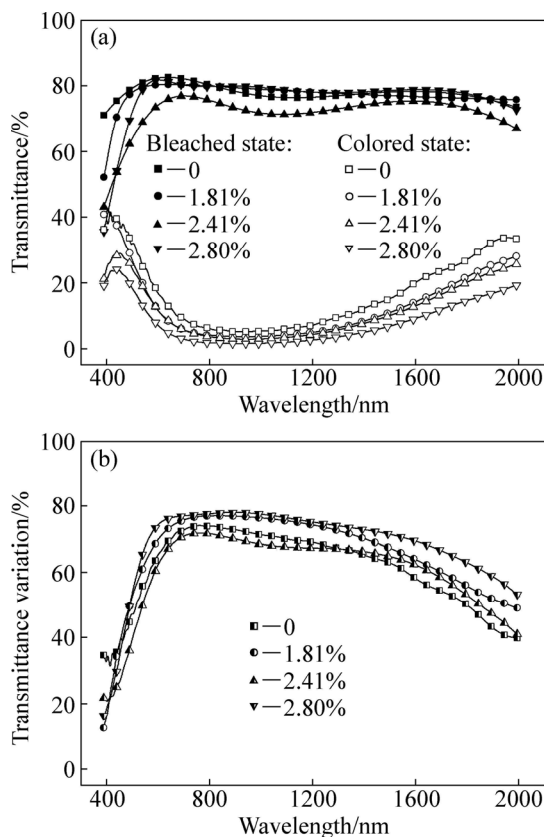 (a)
100
80
60
40
20
0
Transmittance/%
Bleached state:
0
1.81%
2.41%
2.80%
Colored state:
0
1.81%
2.41%
2.80%
400 800 1200 1600 2000
Wavelength/nm
(b)
100
80
60
40
20
0
Transmittance variation/%
0
1.81%
2.41%
2.80%
400 800 1200 1600 2000
Wavelength/nm